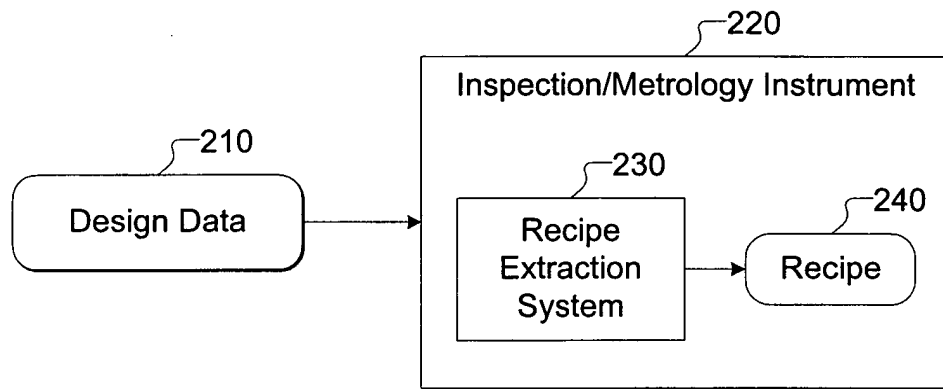 220
Inspection/Metrology Instrument
210
Design Data
230
Recipe
Extraction
System
240
Recipe